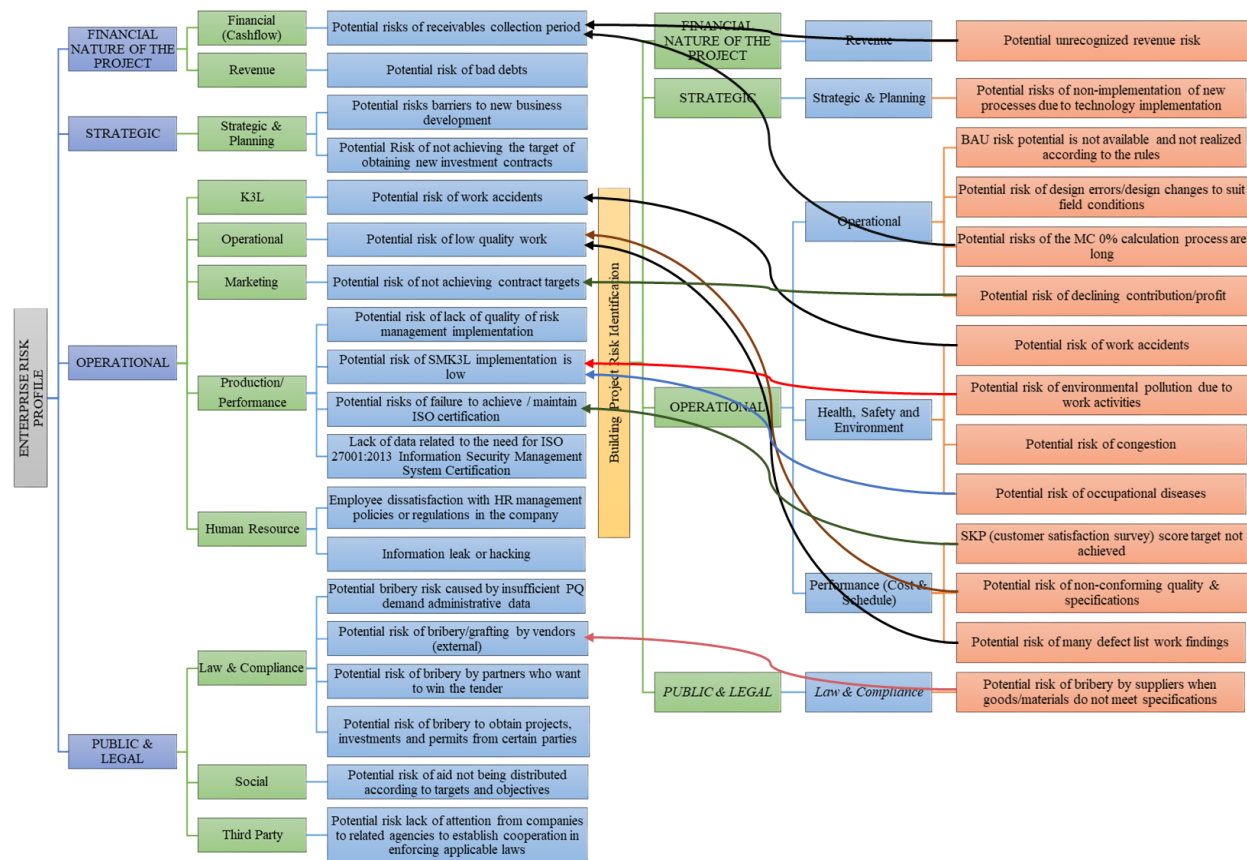 ENTERPRISE RISK
PROFILE
FINANCIAL
NATURE OF THE
PROJECT
Financial
(Cashflow)
Potential risks of receivables collection period
Revenue
Potential risk of bad debts
STRATEGIC
Strategic &
Planning
Potential risks barriers to new business
development
Potential Risk of not achieving the target of
obtaining new investment contracts
OPERATIONAL
K3L
Potential risk of work accidents
Operational
Potential risk of low quality work
Marketing
Potential risk of not achieving contract targets
Production/
Performance
Potential risk of lack of quality of risk
management implementation
Potential risk of SMK3L implementation is
low
Potential risks of failure to achieve / maintain
ISO certification
Lack of data related to the need for ISO
27001:2013 Information Security Management
System Certification
Human Resource
Employee dissatisfaction with HR management
policies or regulations in the company
Information leak or hacking
PUBLIC &
LEGAL
Law & Compliance
Potential bribery risk caused by insufficient PQ
demand administrative data
Potential risk of bribery/grafting by vendors
(external)
Potential risk of bribery by partners who want
to win the tender
Potential risk of bribery to obtain projects,
investments and permits from certain parties
Social
Potential risk of aid not being distributed
according to targets and objectives
Third Party
Potential risk lack of attention from companies
to related agencies to establish cooperation in
enforcing applicable laws
Building Project Risk Identification
FINANCIAL
NATURE OF THE
PROJECT
Revenue
Potential unrecognized revenue risk
STRATEGIC
Strategic & Planning
Potential risks of non-implementation of new
processes due to technology implementation
OPERATIONAL
Operational
BAU risk potential is not available and not realized
according to the rules
Potential risk of design errors/design changes to suit
field conditions
Potential risks of the MC 0% calculation process are
long
Potential risk of declining contribution/profit
Health, Safety and
Environment
Potential risk of work accidents
Potential risk of environmental pollution due to
work activities
Potential risk of congestion
Potential risk of occupational diseases
Performance (Cost &
Schedule)
SKP (customer satisfaction survey) score target not
achieved
Potential risk of non-conforming quality &
specifications
Potential risk of many defect list work findings
PUBLIC & LEGAL
Law & Compliance
Potential risk of bribery by suppliers when
goods/materials do not meet specifications